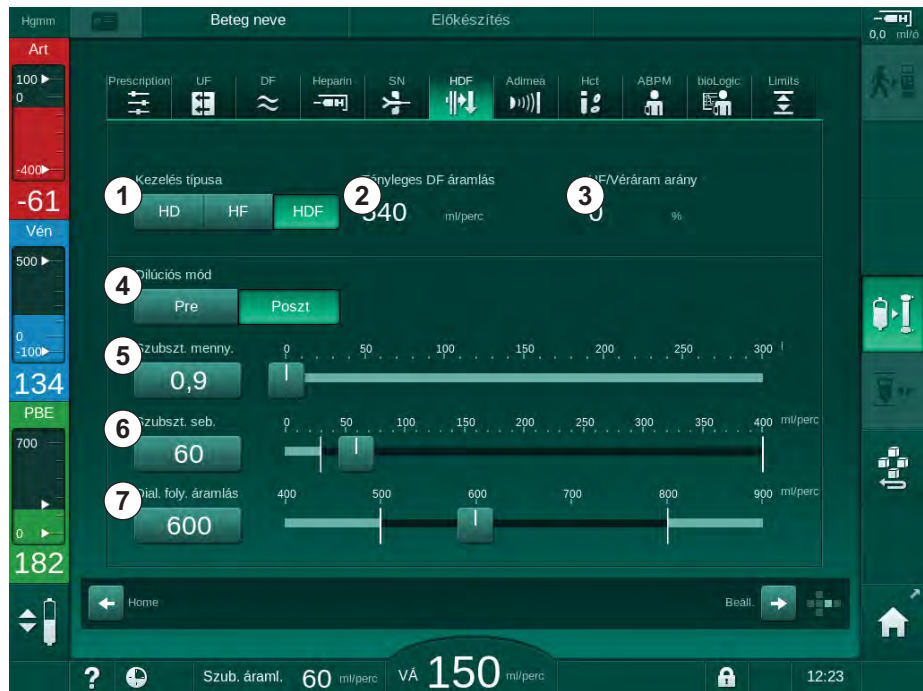 Hgmm
Beteg neve
Előkészítés
0,0 ml/ó
Art
100
0
-400
-61
Vén
500
0
-100
134
PBE
700
0
182
Prescription UF DF Heparin SN HDF Adimea Hct ABPM bioLogic Limits
1 Kezelés típusa
HD HF HDF
2 Tényleges DF áramlás
540 ml/perc
3 UF/Véráram arány
0 %
4 Dilúciós mód
Pre Poszt
5 Szubszt. menny.
0,9
0 50 100 150 200 250 300 l
6 Szubszt. seb.
60
0 50 100 150 200 250 300 350 400 ml/perc
7 Dial. foly. áramlás
600
400 500 600 700 800 900 ml/perc
Home
Beáll.
? Szub. áraml. 60 ml/perc VÁ 150 ml/perc 12:23